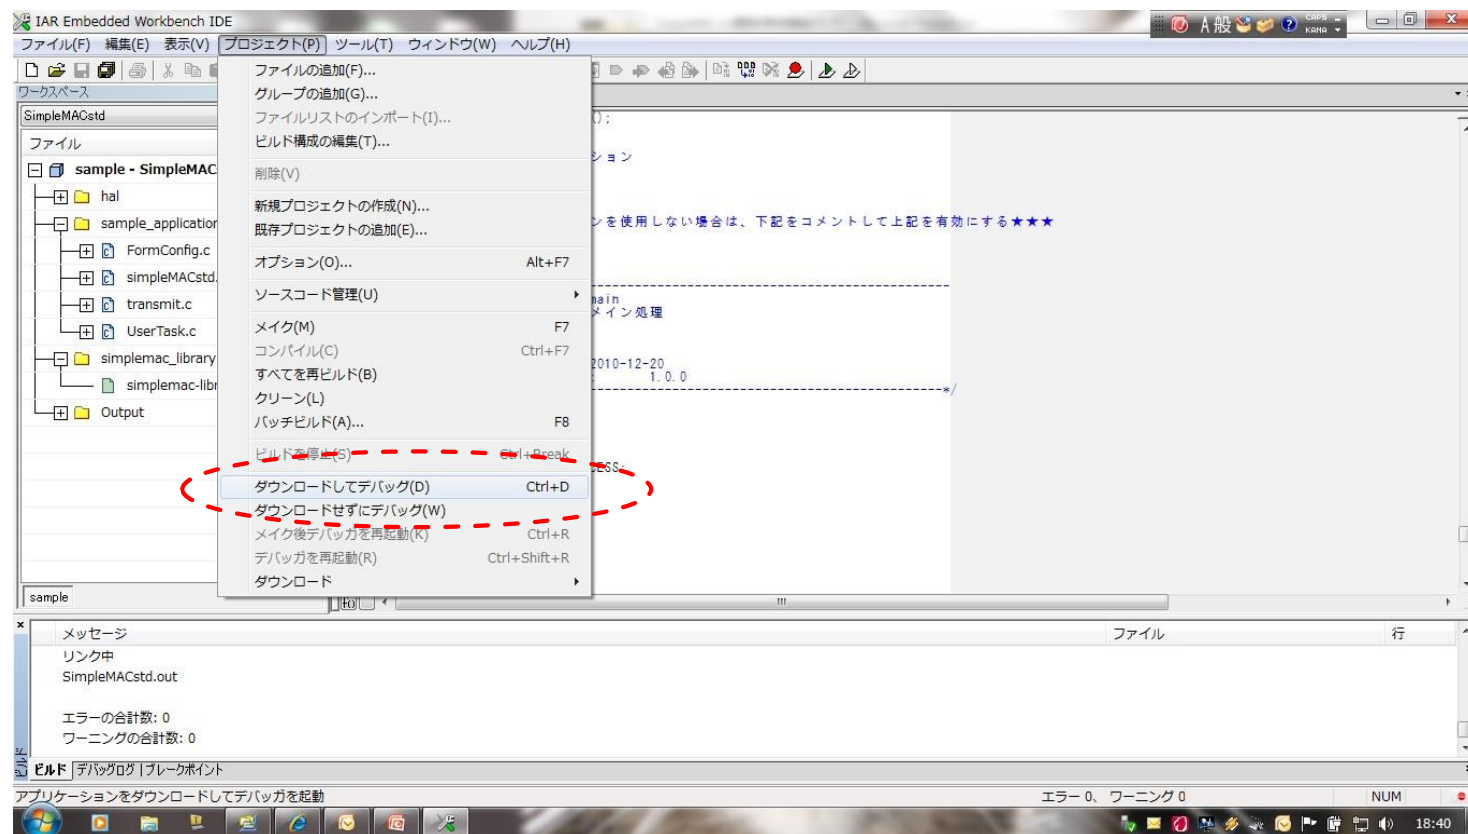 IAR Embedded Workbench IDE
A 般
CAPS
KANA
ファイル(F) 編集(E) 表示(V) プロジェクト(P) ツール(T) ウィンドウ(W) ヘルプ(H)
ワークスペース
SimpleMACstd
ファイル
sample - SimpleMAC
hal
sample_application
FormConfig.c
simpleMACstd.
transmit.c
UserTask.c
simplemac_library
simplemac-libr
Output
sample
ファイルの追加(F)...
グループの追加(G)...
ファイルリストのインポート(I)...
ビルド構成の編集(T)...
削除(V)
新規プロジェクトの作成(N)...
既存プロジェクトの追加(E)...
オプション(O)... Alt+F7
ソースコード管理(U)
メイク(M) F7
コンパイル(C) Ctrl+F7
すべてを再ビルド(B)
クリーン(L)
バッチビルド(A)... F8
ビルドを停止(S) Ctrl+Break
ダウンロードしてデバッグ(D) Ctrl+D
ダウンロードせずにデバッグ(W)
メイク後デバッガを再起動(K) Ctrl+R
デバッガを再起動(R) Ctrl+Shift+R
ダウンロード
();
ション
ンを使用しない場合は、下記をコメントして上記を有効にする★★★
--------------------------------------------------
main
メイン処理
2010-12-20
: 1.0.0
--------------------------------------------------*/
CESS;
f()
メッセージ ファイル 行
リンク中
SimpleMACstd.out
エラーの合計数: 0
ワーニングの合計数: 0
ビルド デバッグログ ブレークポイント
アプリケーションをダウンロードしてデバッガを起動 エラー 0、 ワーニング 0 NUM
18:40